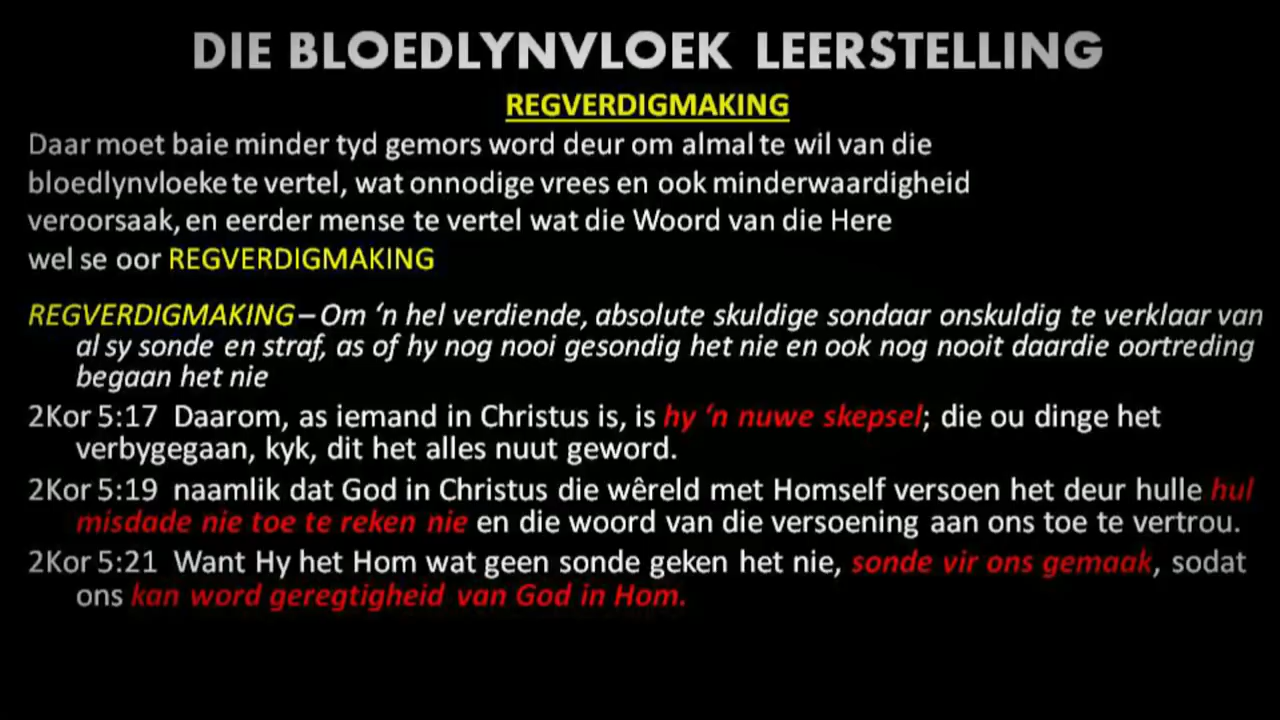 DIE BLOEDLYNVLOEK LEERSTELLING
REGVERDIGMAKING
Daar moet baie minder tyd gemors word deur om almal te wil van die
bloedlynvloeke te vertel, wat onnodige vrees en ook minderwaardigheid
veroorsaak, en eerder mense te vertel wat die Woord van die Here
wel se oor REGVERDIGMAKING
REGVERDIGMAKING – Om ‘n hel verdiende, absolute skuldige sondaar onskuldig te verklaar van
al sy sonde en straf, as of hy nog nooi gesondig het nie en ook nog nooit daardie oortreding
begaan het nie
2Kor 5:17 Daarom, as iemand in Christus is, is hy ‘n nuwe skepsel; die ou dinge het
verbygegaan, kyk, dit het alles nuut geword.
2Kor 5:19 naamlik dat God in Christus die wêreld met Homself versoen het deur hulle hul
misdade nie toe te reken nie en die woord van die versoening aan ons toe te vertrou.
2Kor 5:21 Want Hy het Hom wat geen sonde geken het nie, sonde vir ons gemaak, sodat
ons kan word geregtigheid van God in Hom.